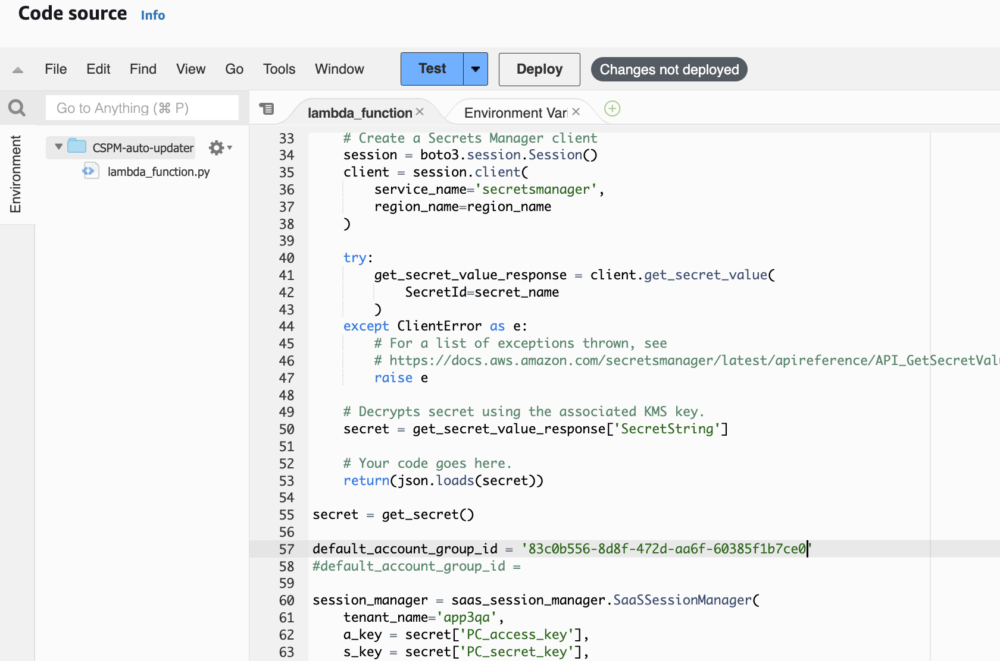 Code source Info
File Edit Find View Go Tools Window Test Deploy Changes not deployed
Go to Anything (⌘ P) lambda_function Environment Var
Environment
CSPM-auto-updater
lambda_function.py
33 # Create a Secrets Manager client
34 session = boto3.session.Session()
35 client = session.client(
36 service_name='secretsmanager',
37 region_name=region_name
38 )
39
40 try:
41 get_secret_value_response = client.get_secret_value(
42 SecretId=secret_name
43 )
44 except ClientError as e:
45 # For a list of exceptions thrown, see
46 # https://docs.aws.amazon.com/secretsmanager/latest/apireference/API_GetSecretVal
47 raise e
48
49 # Decrypts secret using the associated KMS key.
50 secret = get_secret_value_response['SecretString']
51
52 # Your code goes here.
53 return(json.loads(secret))
54
55 secret = get_secret()
56
57 default_account_group_id = '83c0b556-8d8f-472d-aa6f-60385f1b7ce0'
58 #default_account_group_id =
59
60 session_manager = saas_session_manager.SaaSSessionManager(
61 tenant_name='app3qa',
62 a_key = secret['PC_access_key'],
63 s_key = secret['PC_secret_key'],